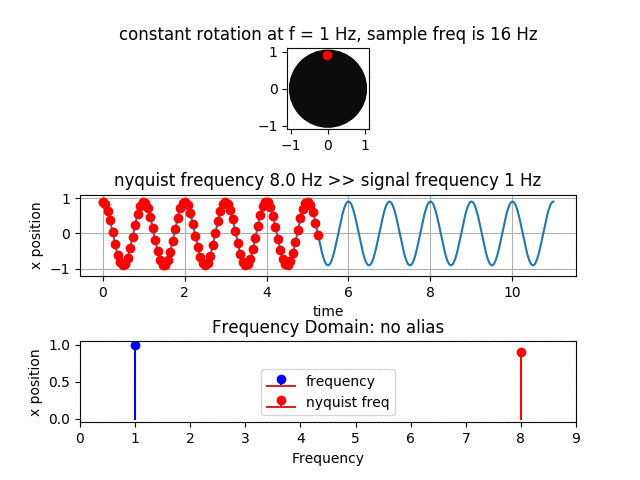 constant rotation at f = 1 Hz, sample freq is 16 Hz
1
0
−1
−1 0 1
nyquist frequency 8.0 Hz >> signal frequency 1 Hz
x position
1
0
−1
0 2 4 6 8 10
time
Frequency Domain: no alias
x position
1.0
0.5
0.0
frequency
nyquist freq
0 1 2 3 4 5 6 7 8 9
Frequency